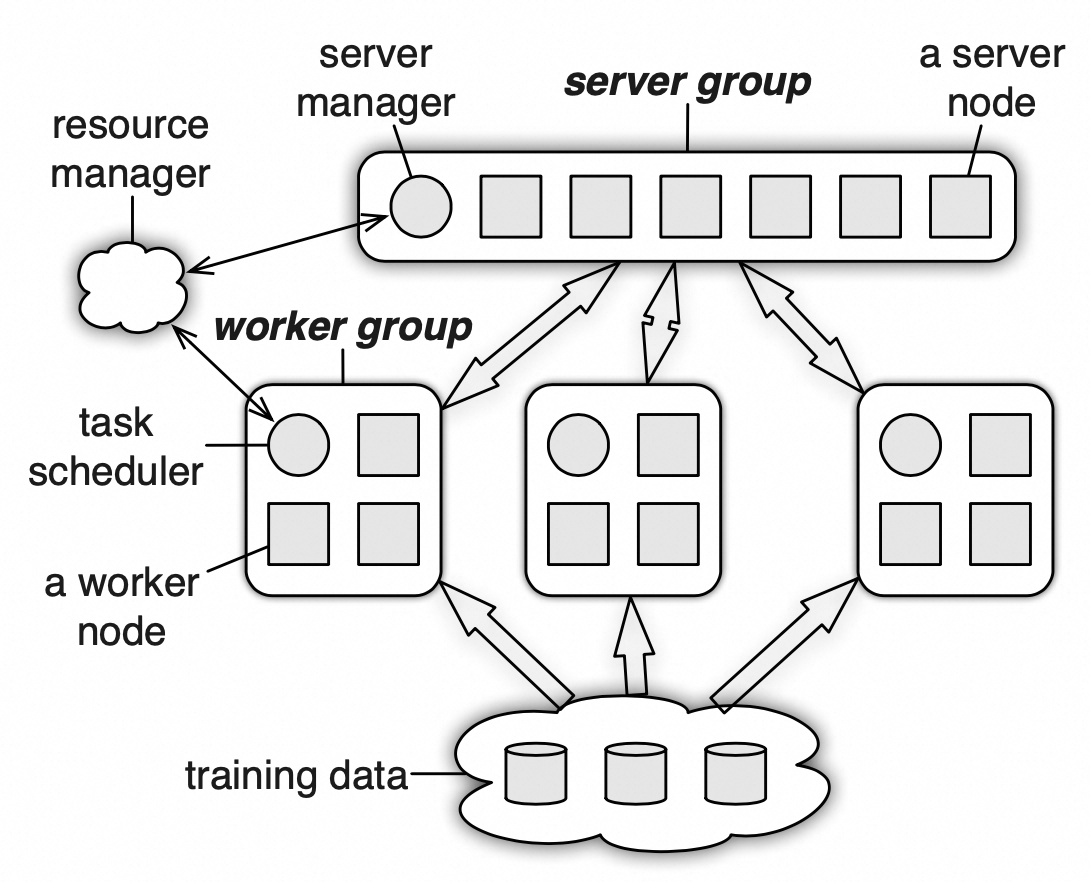 server
manager
server group
a server
node
resource
manager
worker group
task
scheduler
a worker
node
training data